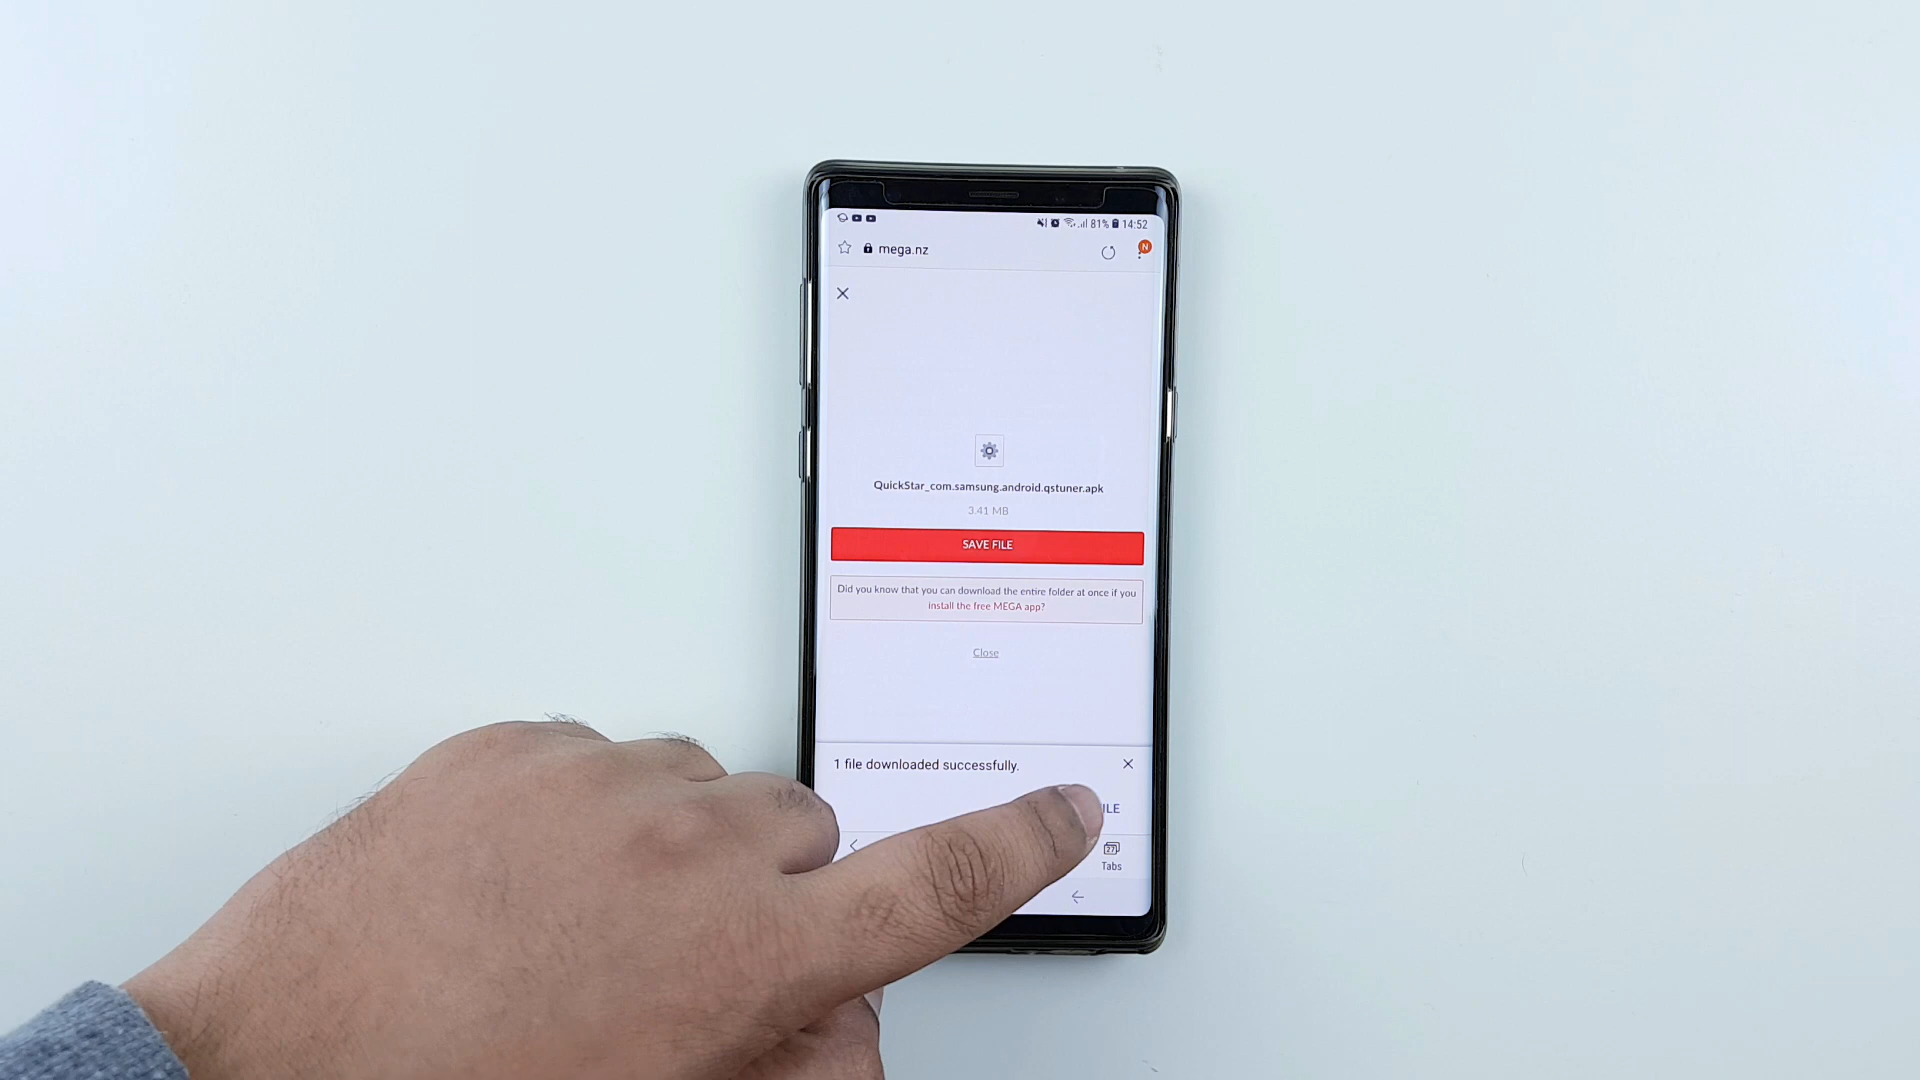 81% 14:52
mega.nz
N
QuickStar_com.samsung.android.qstuner.apk
3.41 MB
SAVE FILE
Did you know that you can download the entire folder at once if you
install the free MEGA app?
Close
1 file downloaded successfully.
27
Tabs